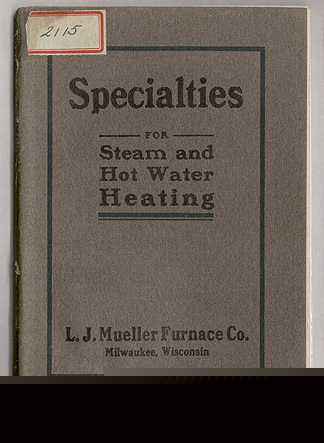 2115
Specialties
FOR
Steam and
Hot Water
Heating
L. J. Mueller Furnace Co.
Milwaukee, Wisconsin